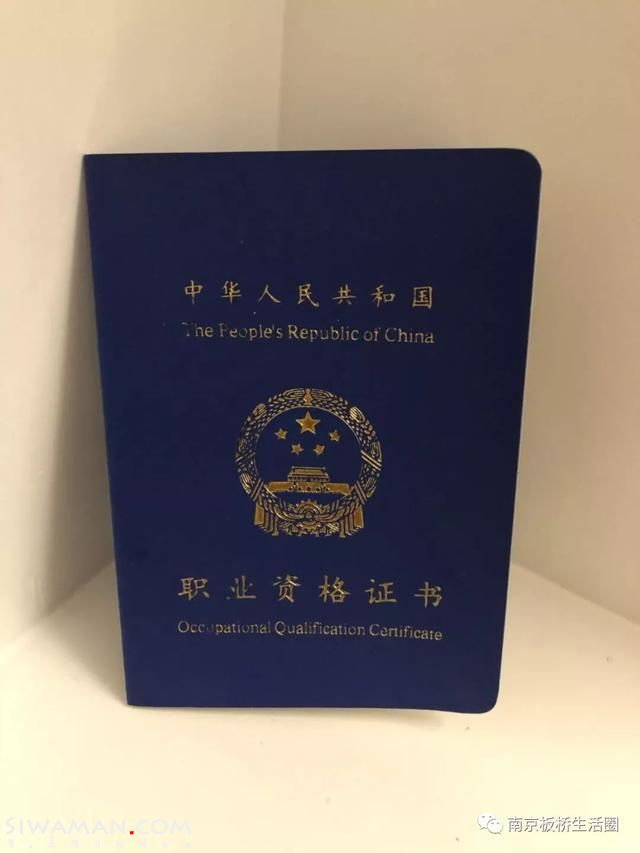 中华人民共和国
The People's Republic of China
职业资格证书
Occupational Qualification Certificate
SIWAMAN.COM
南京板桥生活圈